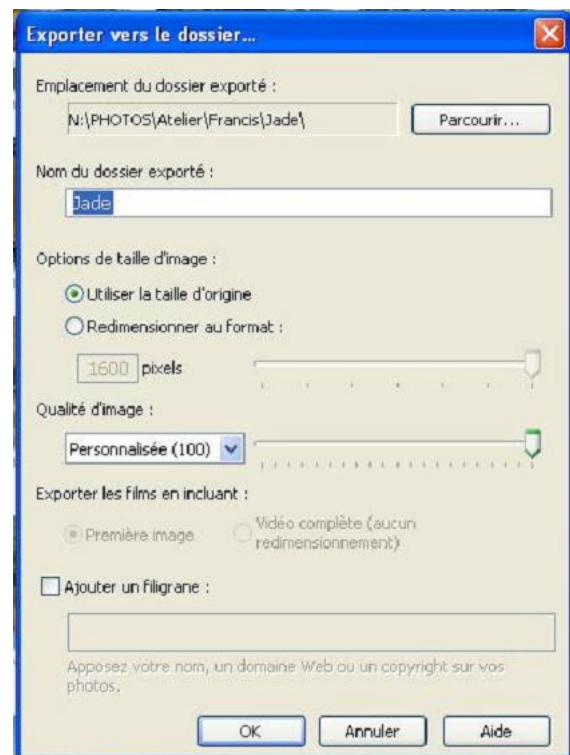 Exporter vers le dossier...
Emplacement du dossier exporté :
N:\PHOTOS\Atelier\Francis\Jade\
Parcourir...
Nom du dossier exporté :
Jade
Options de taille d'image :
Utiliser la taille d'origine
Redimensionner au format :
1600 pixels
Qualité d'image :
Personnalisée (100)
Exporter les films en incluant :
Première image
Vidéo complète (aucun
redimensionnement)
Ajouter un filigrane :
Apposez votre nom, un domaine Web ou un copyright sur vos
photos.
OK
Annuler
Aide